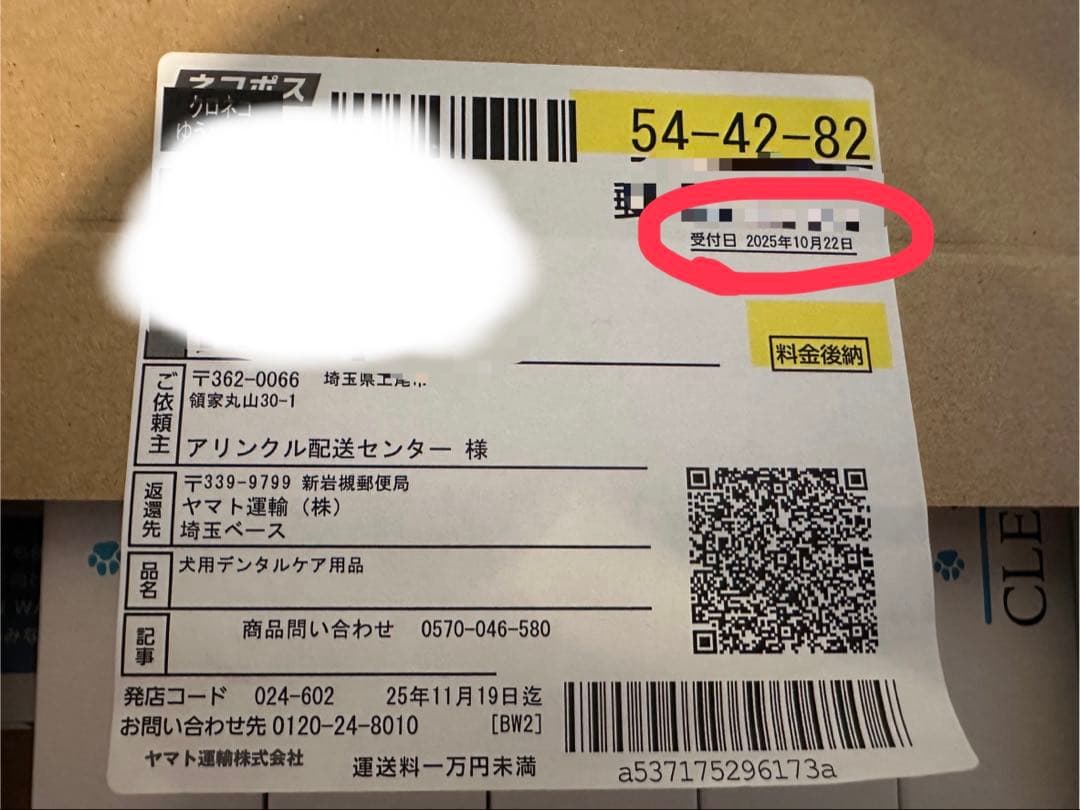 ネコポス
クロネコ
ゆう
54-42-82
受付日 2025年10月22日
料金後納
ご依頼主
〒362-0066 埼玉県上尾市
領家丸山30-1
アリンクル配送センター 様
返還先
〒339-9799 新岩槻郵便局
ヤマト運輸（株）
埼玉ベース
品名
犬用デンタルケア用品
記事
商品問い合わせ 0570-046-580
発店コード 024-602 25年11月19日迄
お問い合わせ先 0120-24-8010 [BW2]
ヤマト運輸株式会社 運送料一万円未満
a537175296173a
CLE